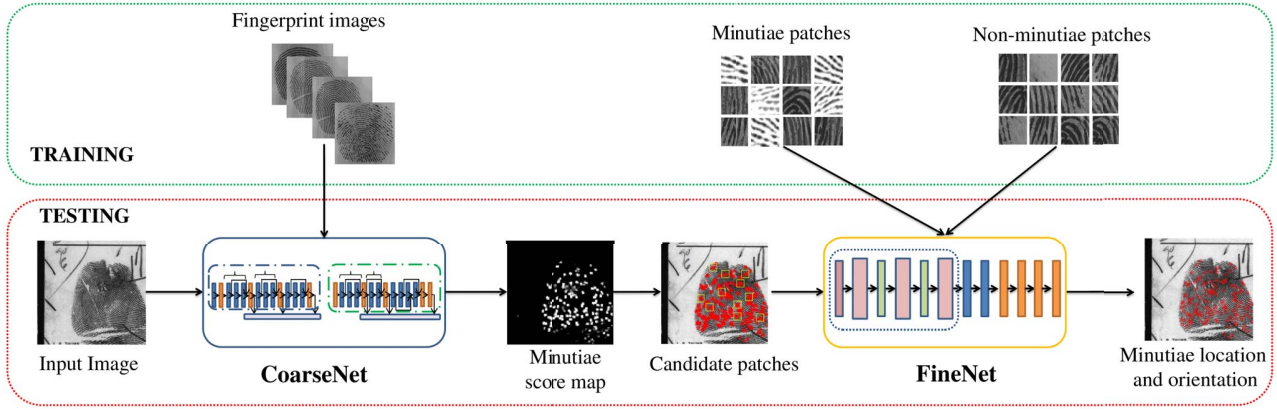 Fingerprint images
Minutiae patches
Non-minutiae patches
TRAINING
TESTING
Input Image
CoarseNet
Minutiae
score map
Candidate patches
FineNet
Minutiae location
and orientation